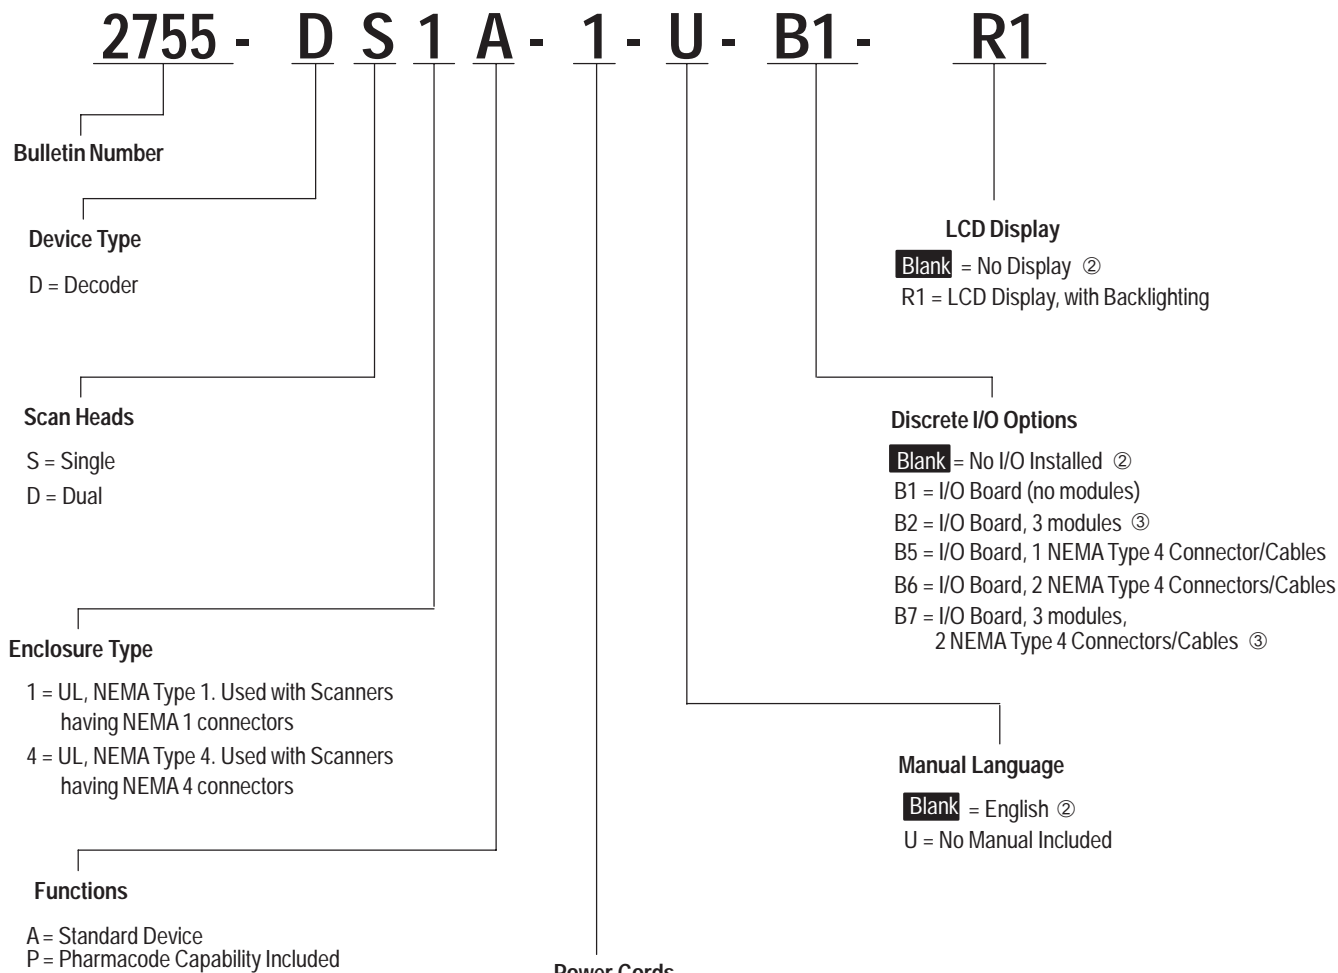 2755 - D S 1 A - 1 - U - B1 - R1
Bulletin Number
Device Type
D = Decoder
Scan Heads
S = Single
D = Dual
Enclosure Type
1 = UL, NEMA Type 1. Used with Scanners
having NEMA 1 connectors
4 = UL, NEMA Type 4. Used with Scanners
having NEMA 4 connectors
Functions
A = Standard Device
P = Pharmacode Capability Included
Power Cords
LCD Display
Blank = No Display ②
R1 = LCD Display, with Backlighting
Discrete I/O Options
Blank = No I/O Installed ②
B1 = I/O Board (no modules)
B2 = I/O Board, 3 modules ③
B5 = I/O Board, 1 NEMA Type 4 Connector/Cables
B6 = I/O Board, 2 NEMA Type 4 Connectors/Cables
B7 = I/O Board, 3 modules,
2 NEMA Type 4 Connectors/Cables ③
Manual Language
Blank = English ②
U = No Manual Included